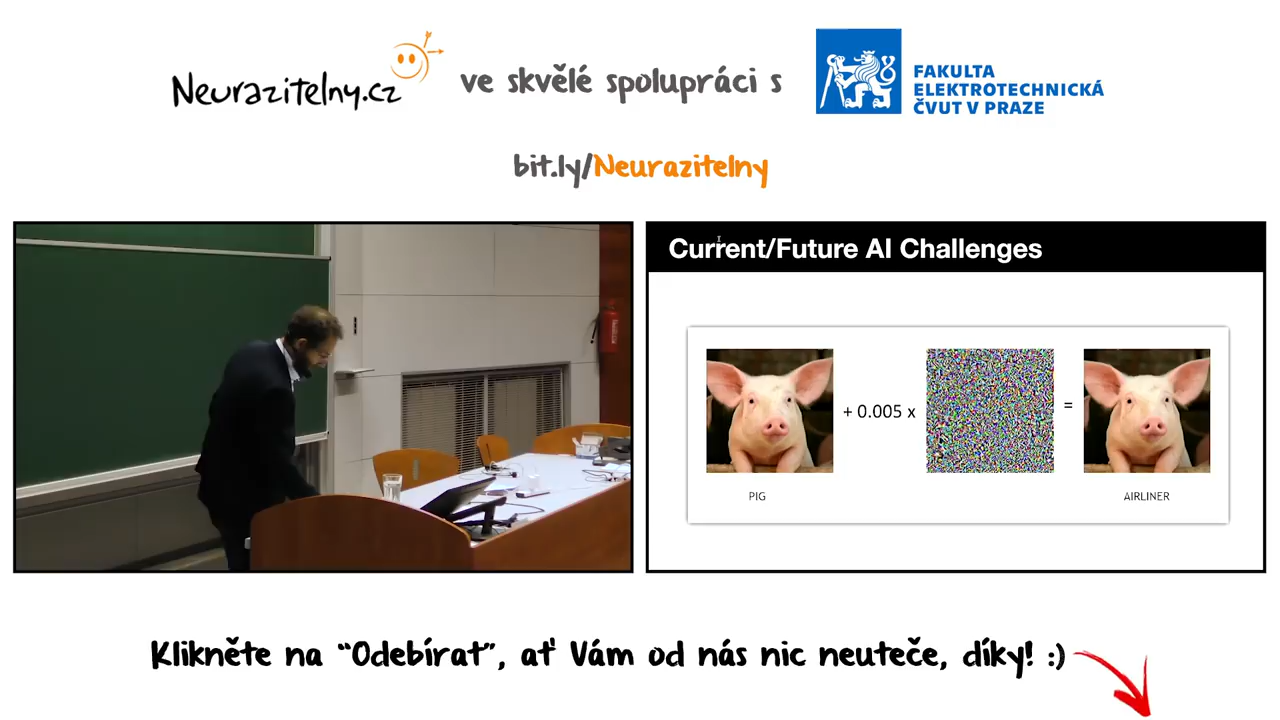 Neurazitelny.cz ve skvělé spolupráci s
FAKULTA
ELEKTROTECHNICKÁ
ČVUT V PRAZE
bit.ly/Neurazitelny
Current/Future AI Challenges
+ 0.005 x
=
PIG
AIRLINER
Klikněte na “Odebírat”, ať Vám od nás nic neuteče, díky! :)